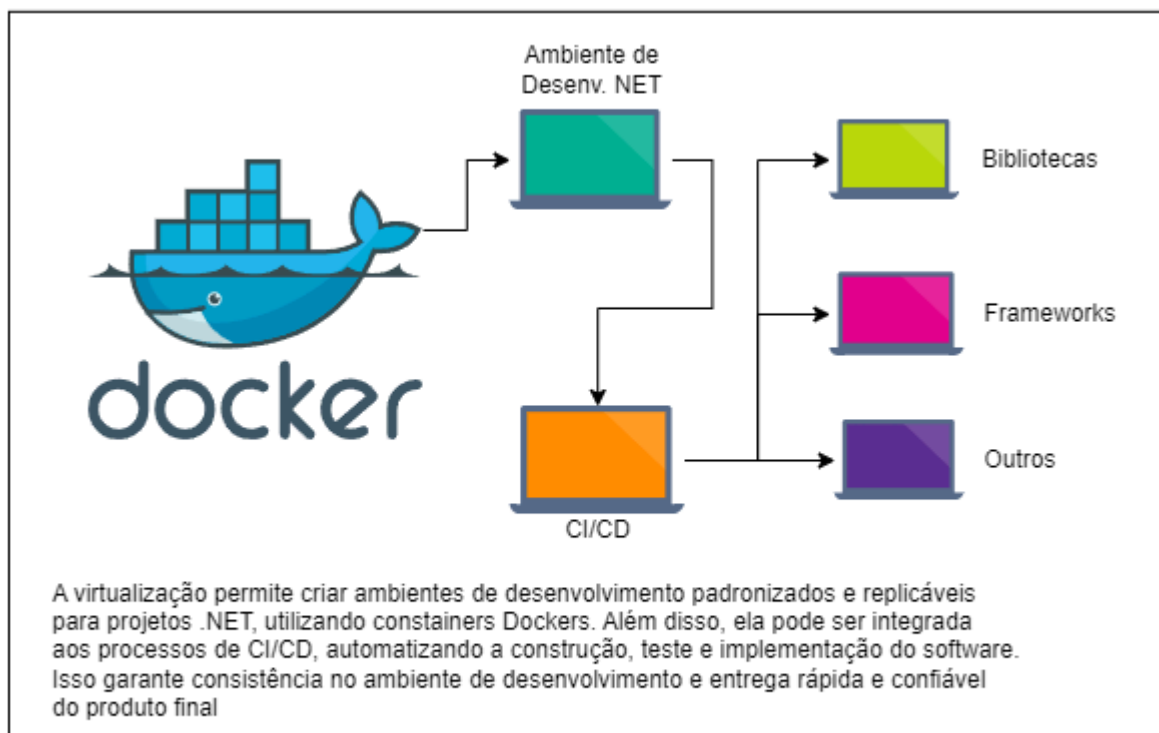 Ambiente de
Desenv. NET
Bibliotecas
docker
Frameworks
CI/CD
Outros
A virtualização permite criar ambientes de desenvolvimento padronizados e replicáveis
para projetos .NET, utilizando constainers Dockers. Além disso, ela pode ser integrada
aos processos de CI/CD, automatizando a construção, teste e implementação do software.
Isso garante consistência no ambiente de desenvolvimento e entrega rápida e confiável
do produto final